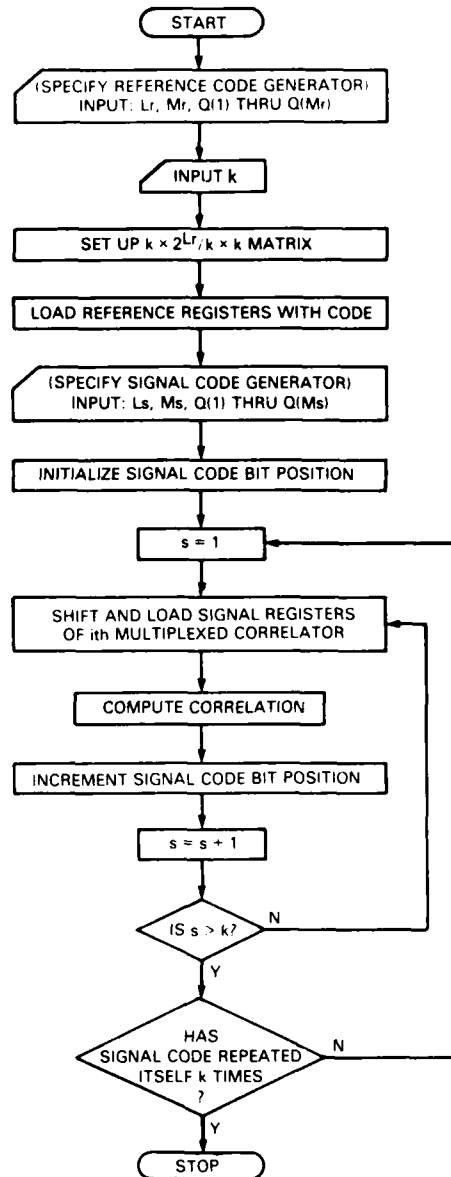 START
(SPECIFY REFERENCE CODE GENERATOR)
INPUT: Lr, Mr, Q(1) THRU Q(Mr)
INPUT k
SET UP k × 2^Lr/k × k MATRIX
LOAD REFERENCE REGISTERS WITH CODE
(SPECIFY SIGNAL CODE GENERATOR)
INPUT: Ls, Ms, Q(1) THRU Q(Ms)
INITIALIZE SIGNAL CODE BIT POSITION
s = 1
SHIFT AND LOAD SIGNAL REGISTERS
OF ith MULTIPLEXED CORRELATOR
COMPUTE CORRELATION
INCREMENT SIGNAL CODE BIT POSITION
s = s + 1
IS s > k?
N
Y
HAS
SIGNAL CODE REPEATED
ITSELF k TIMES
?
N
Y
STOP